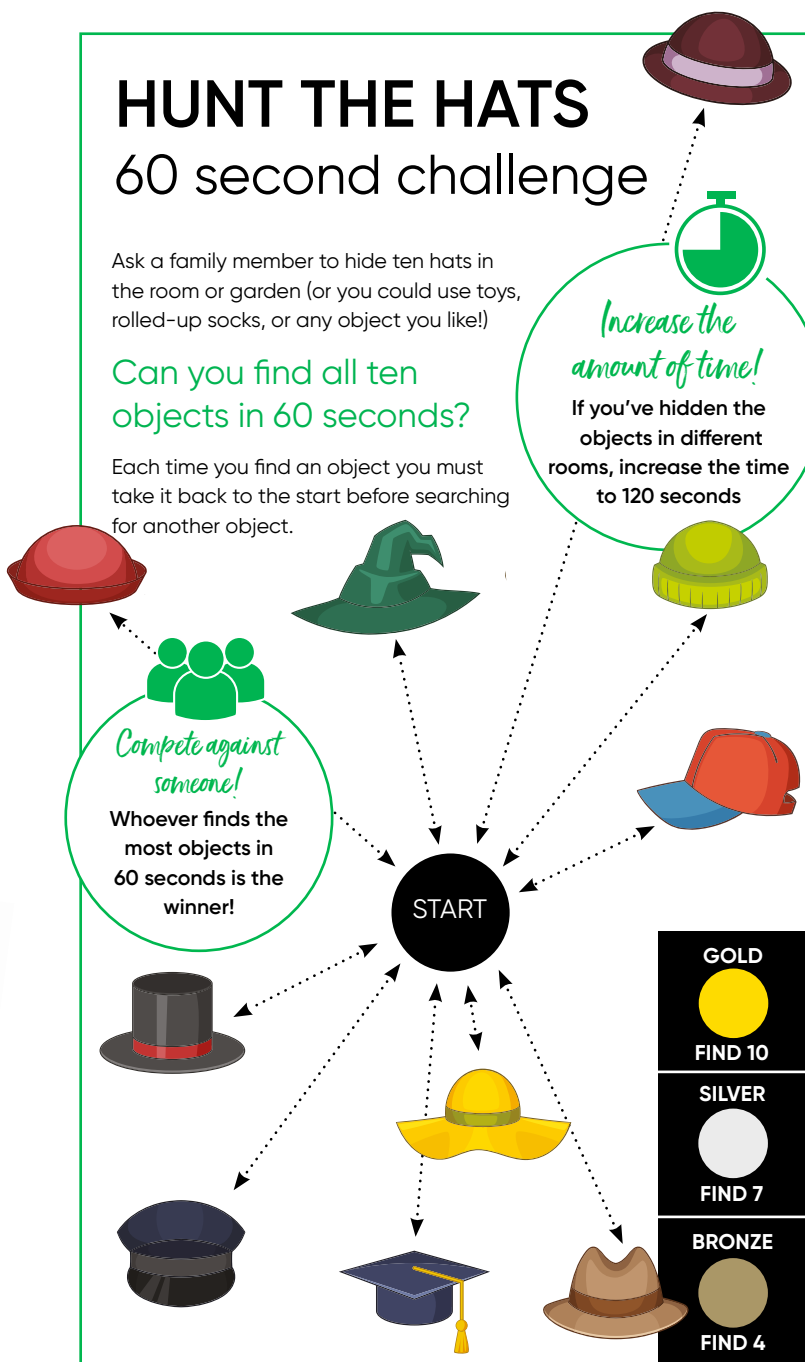 HUNT THE HATS
60 second challenge
Ask a family member to hide ten hats in
the room or garden (or you could use toys,
rolled-up socks, or any object you like!)
Can you find all ten
objects in 60 seconds?
Each time you find an object you must
take it back to the start before searching
for another object.
Increase the
amount of time!
If you’ve hidden the
objects in different
rooms, increase the time
to 120 seconds
Compete against
someone!
Whoever finds the
most objects in
60 seconds is the
winner!
START
GOLD
FIND 10
SILVER
FIND 7
BRONZE
FIND 4